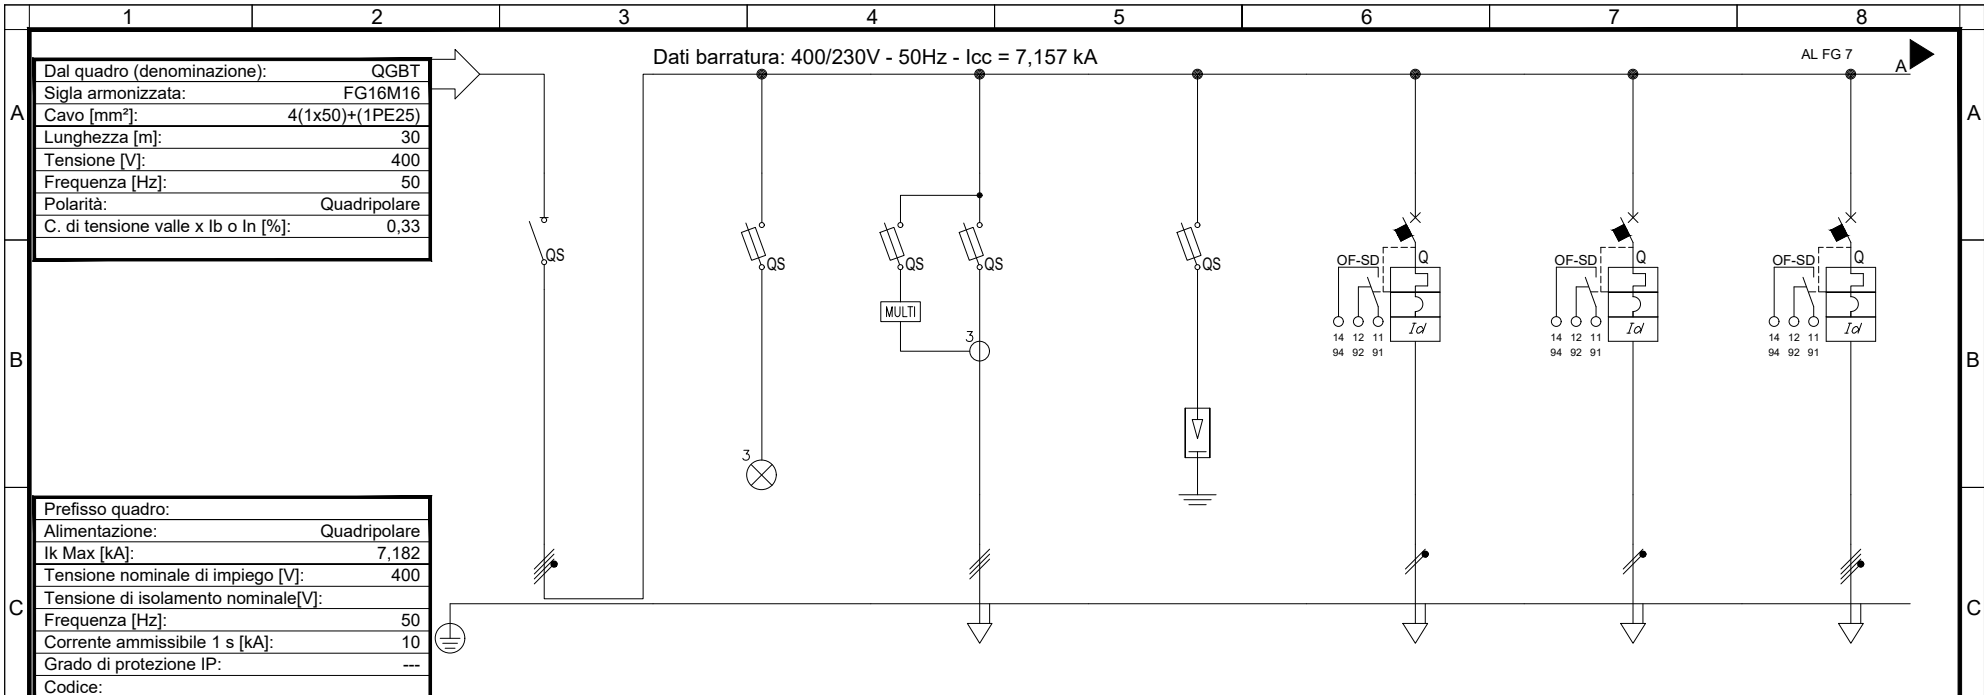 1 2 3 4 5 6 7 8
Dati barratura: 400/230V - 50Hz - Icc = 7,157 kA
AL FG 7
A
Dal quadro (denominazione): QGBT
Sigla armonizzata: FG16M16
Cavo [mm²]: 4(1x50)+(1PE25)
Lunghezza [m]: 30
Tensione [V]: 400
Frequenza [Hz]: 50
Polarità: Quadripolare
C. di tensione valle x Ib o In [%]: 0,33
A A
QS QS QS QS QS
OF-SD Q OF-SD Q OF-SD Q
MULTI
Id Id Id
14 12 11 14 12 11 14 12 11
94 92 91 94 92 91 94 92 91
3
B B
3
Prefisso quadro:
Alimentazione: Quadripolare
Ik Max [kA]: 7,182
Tensione nominale di impiego [V]: 400
Tensione di isolamento nominale[V]:
Frequenza [Hz]: 50
Corrente ammissibile 1 s [kA]: 10
Grado di protezione IP: ---
Codice:
C C